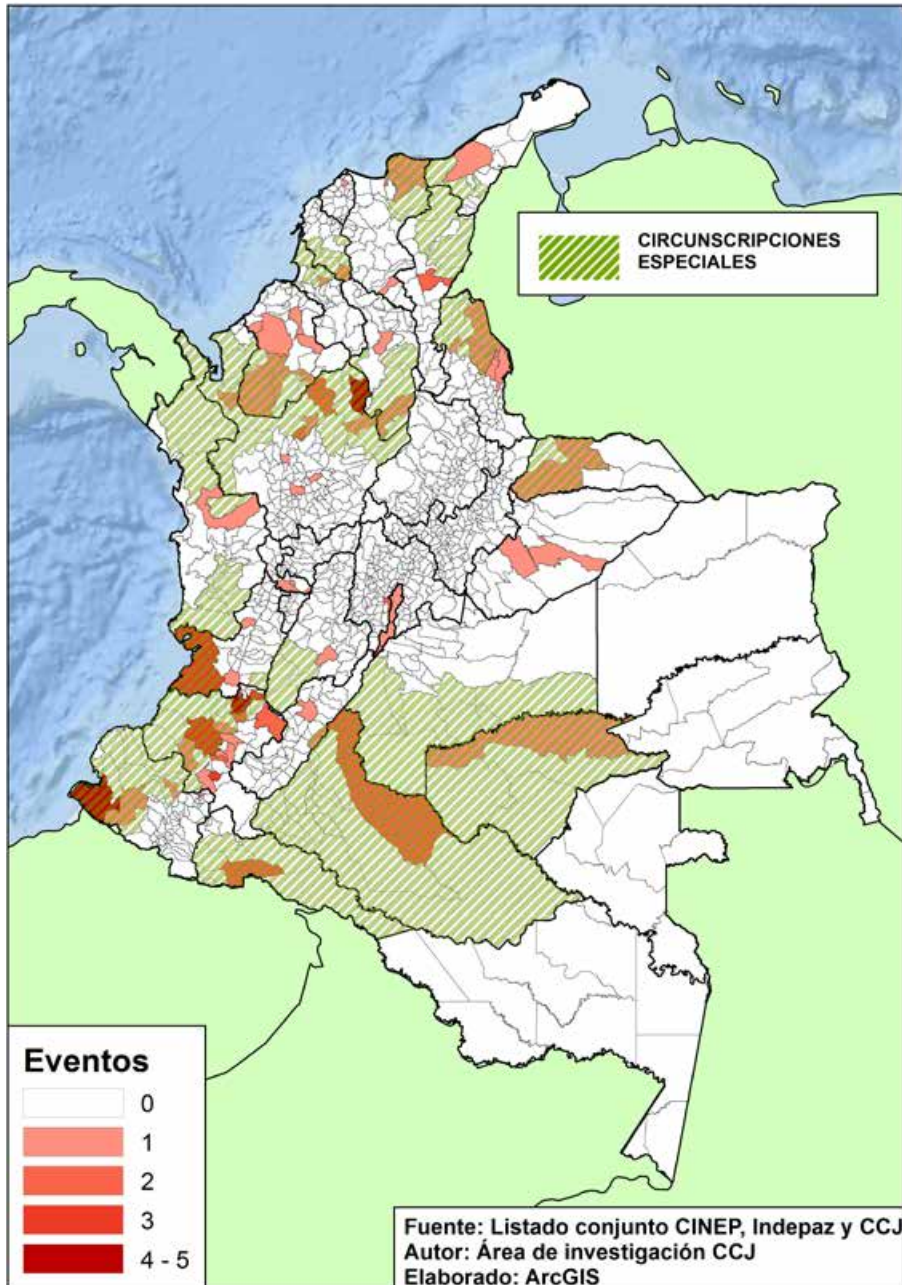 CIRCUNSCRIPCIONES
ESPECIALES
Eventos
0
1
2
3
4 - 5
Fuente: Listado conjunto CINEP, Indepaz y CCJ
Autor: Área de investigación CCJ
Elaborado: ArcGIS